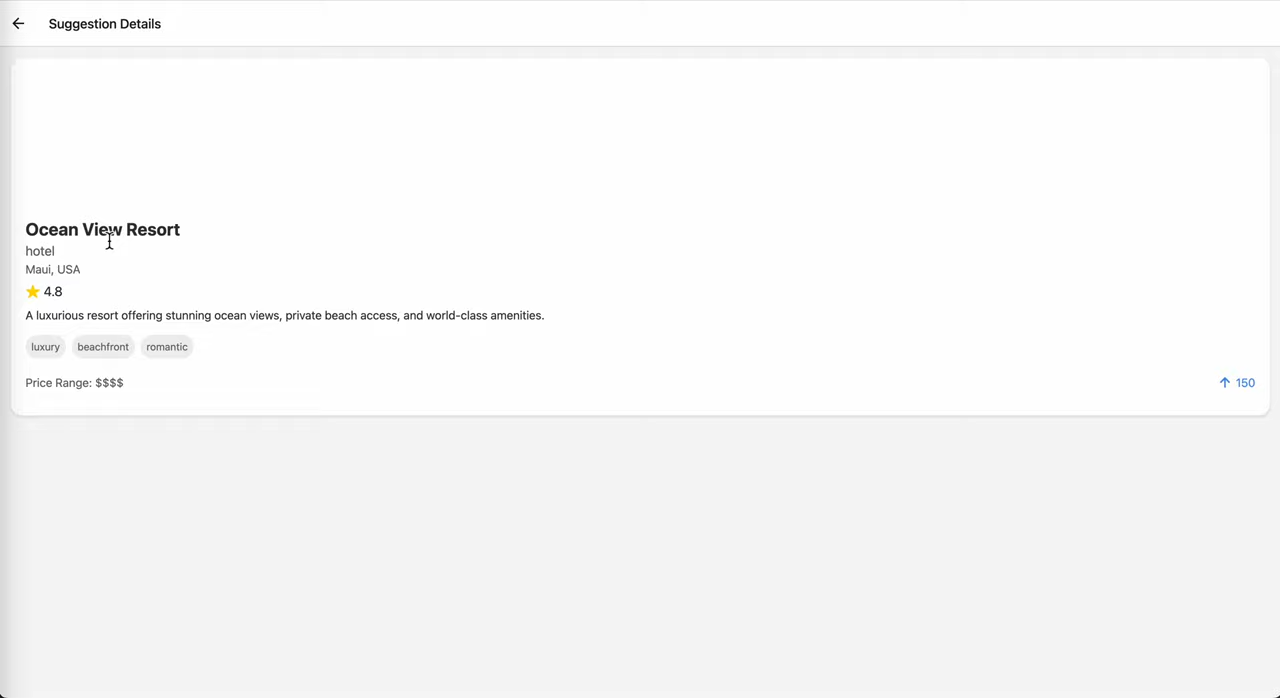 Suggestion Details
Ocean View Resort
hotel
Maui, USA
4.8
A luxurious resort offering stunning ocean views, private beach access, and world-class amenities.
luxury beachfront romantic
Price Range: $$$$ 150